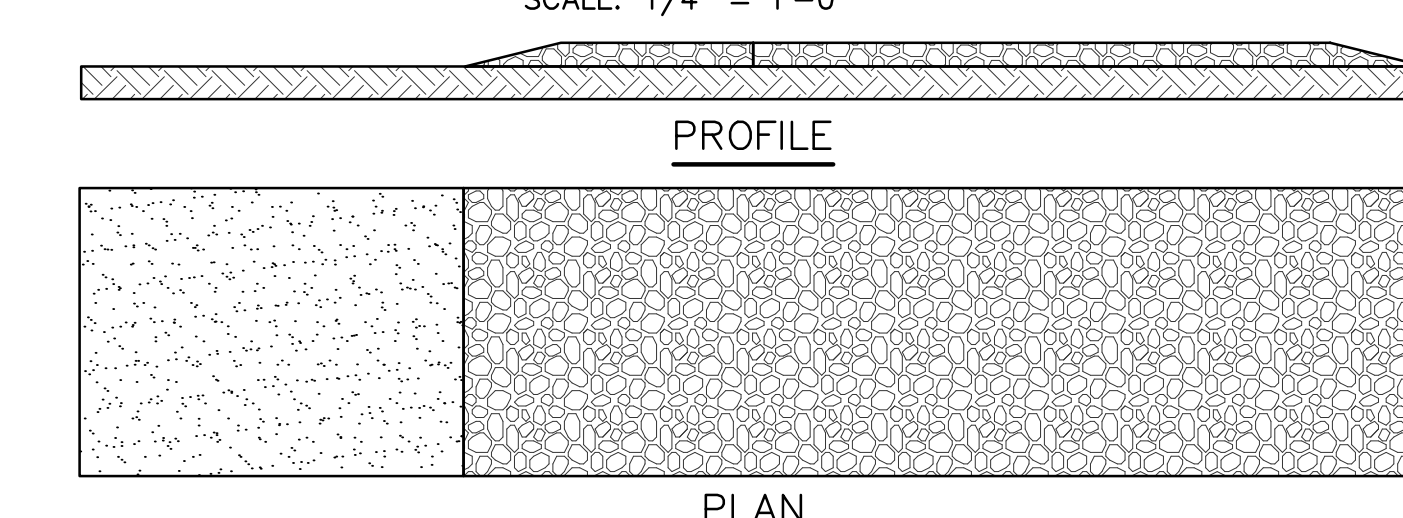 SCALE: 1/4" = 1'-0"
PROFILE
PLAN